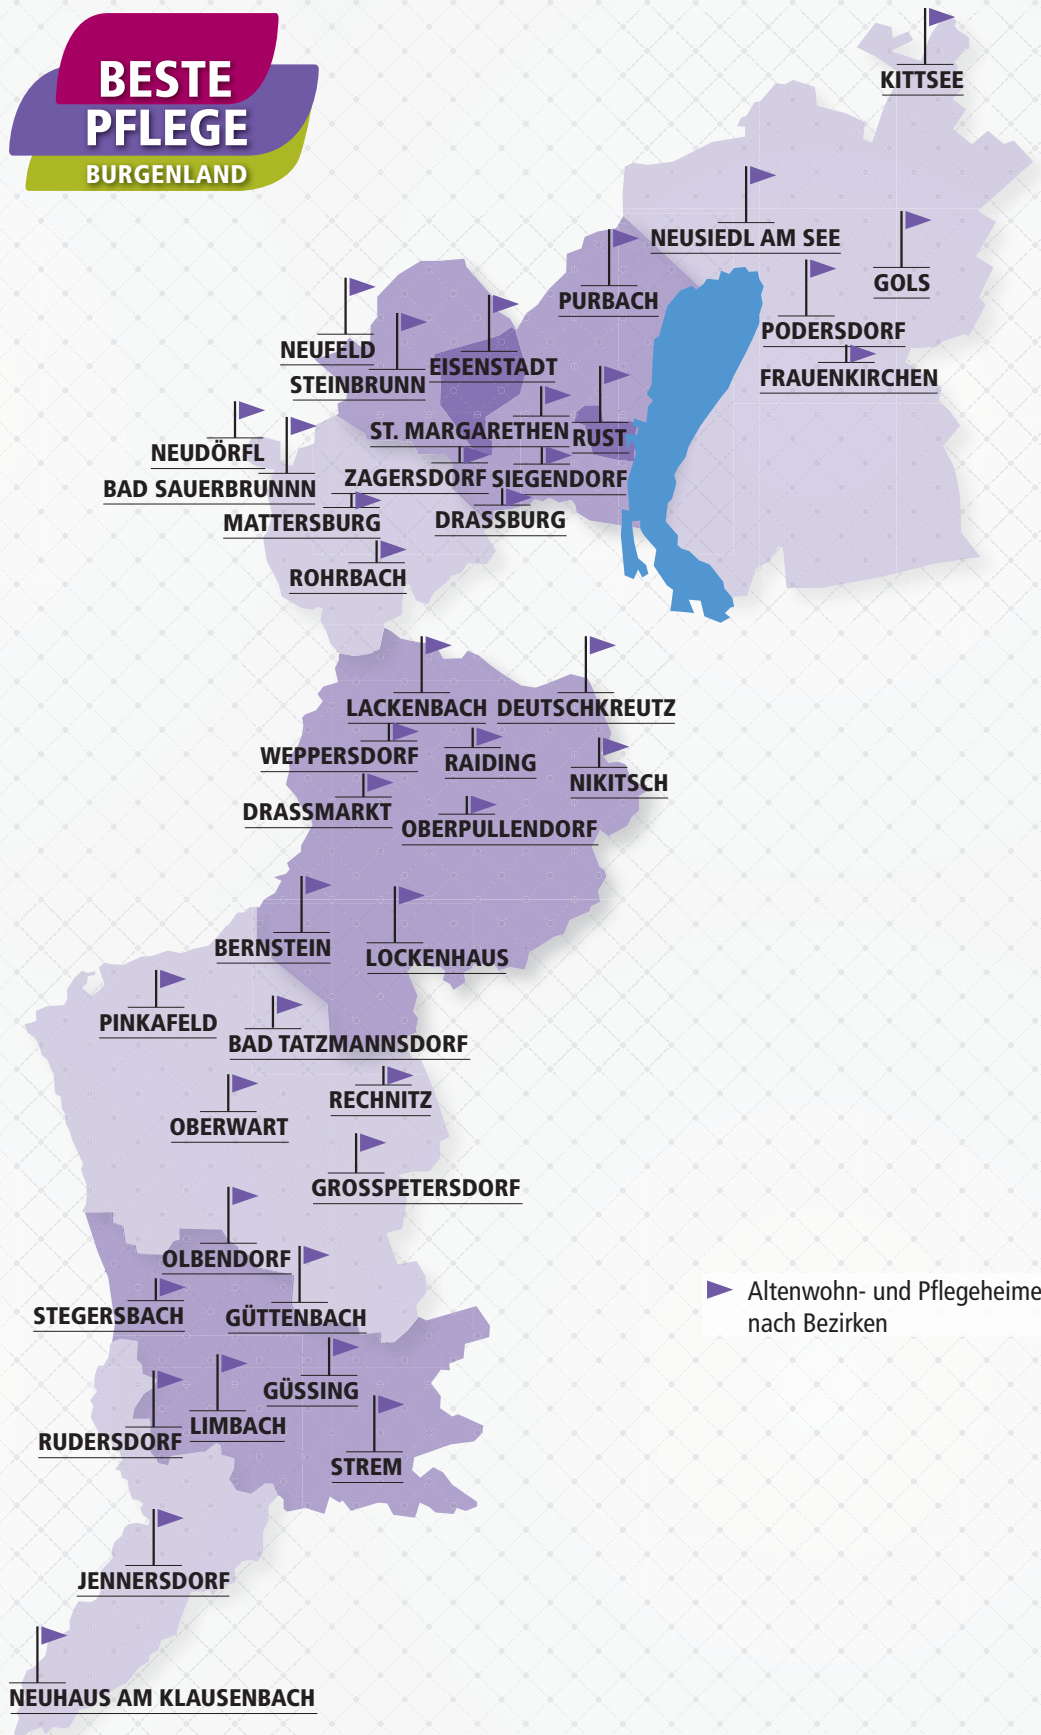 BESTE
PFLEGE
BURGENLAND
KITTSEE
NEUSIEDL AM SEE
GOLS
PURBACH
PODERSDORF
NEUFELD
EISENSTADT
FRAUENKIRCHEN
STEINBRUNN
ST. MARGARETHEN
RUST
NEUDÖRFL
ZAGERSDORF
SIEGENDORF
BAD SAUERBRUNNN
MATTERSBURG
DRASSBURG
ROHRBACH
LACKENBACH
DEUTSCHKREUTZ
WEPPERSDORF
RAIDING
NIKITSCH
DRASSMARKT
OBERPULLENDORF
BERNSTEIN
LOCKENHAUS
PINKAFELD
BAD TATZMANNSDORF
RECHNITZ
OBERWART
GROSSPETERSDORF
OLBENDORF
STEGERSBACH
GÜTTENBACH
Altenwohn- und Pflegeheime
nach Bezirken
GÜSSING
LIMBACH
RUDERSDORF
STREM
JENNERSDORF
NEUHAUS AM KLAUSENBACH